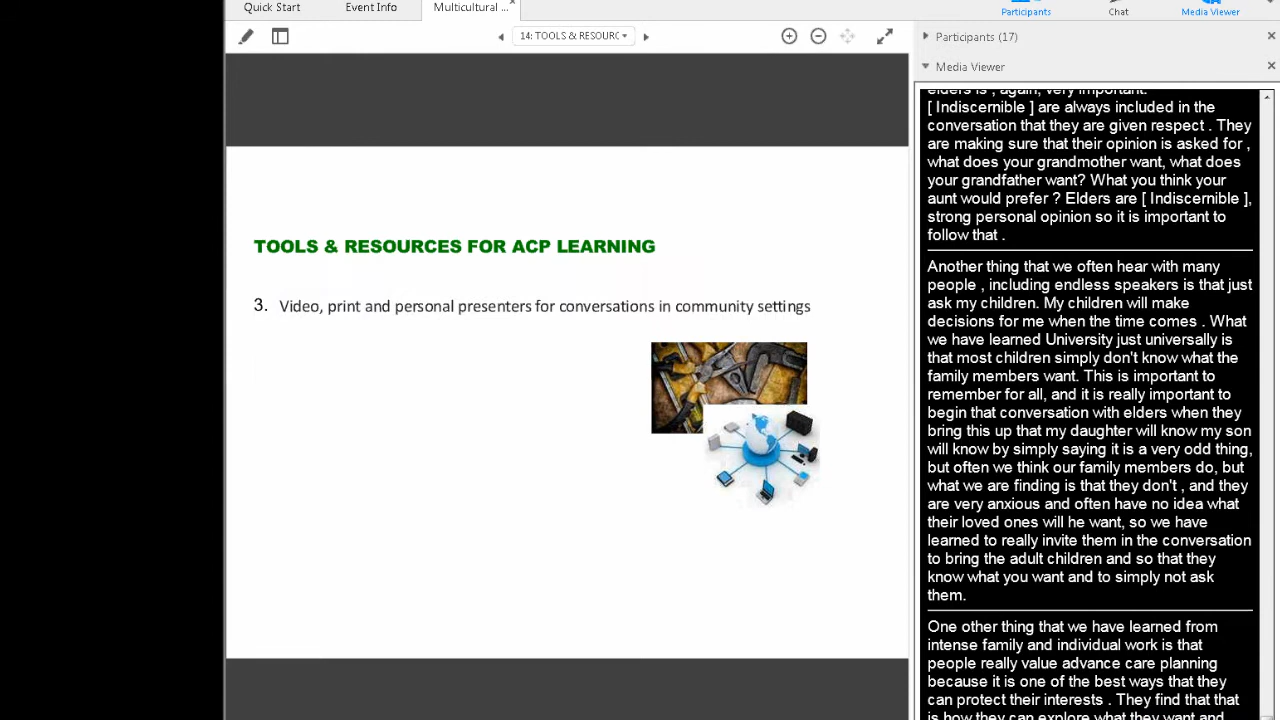 Quick Start
Event Info
Multicultural ...
Participants
Chat
Media Viewer
14: TOOLS & RESOURC
Participants (17)
Media Viewer
TOOLS & RESOURCES FOR ACP LEARNING
3. Video, print and personal presenters for conversations in community settings
elders is , again, very important.
[ Indiscernible ] are always included in the
conversation that they are given respect . They
are making sure that their opinion is asked for ,
what does your grandmother want, what does
your grandfather want? What you think your
aunt would prefer ? Elders are [ Indiscernible ],
strong personal opinion so it is important to
follow that .
Another thing that we often hear with many
people , including endless speakers is that just
ask my children. My children will make
decisions for me when the time comes . What
we have learned University just universally is
that most children simply don't know what the
family members want. This is important to
remember for all, and it is really important to
begin that conversation with elders when they
bring this up that my daughter will know my son
will know by simply saying it is a very odd thing,
but often we think our family members do, but
what we are finding is that they don't , and they
are very anxious and often have no idea what
their loved ones will he want, so we have
learned to really invite them in the conversation
to bring the adult children and so that they
know what you want and to simply not ask
them.
One other thing that we have learned from
intense family and individual work is that
people really value advance care planning
because it is one of the best ways that they
can protect their interests . They find that that
is how they can explore what they want and